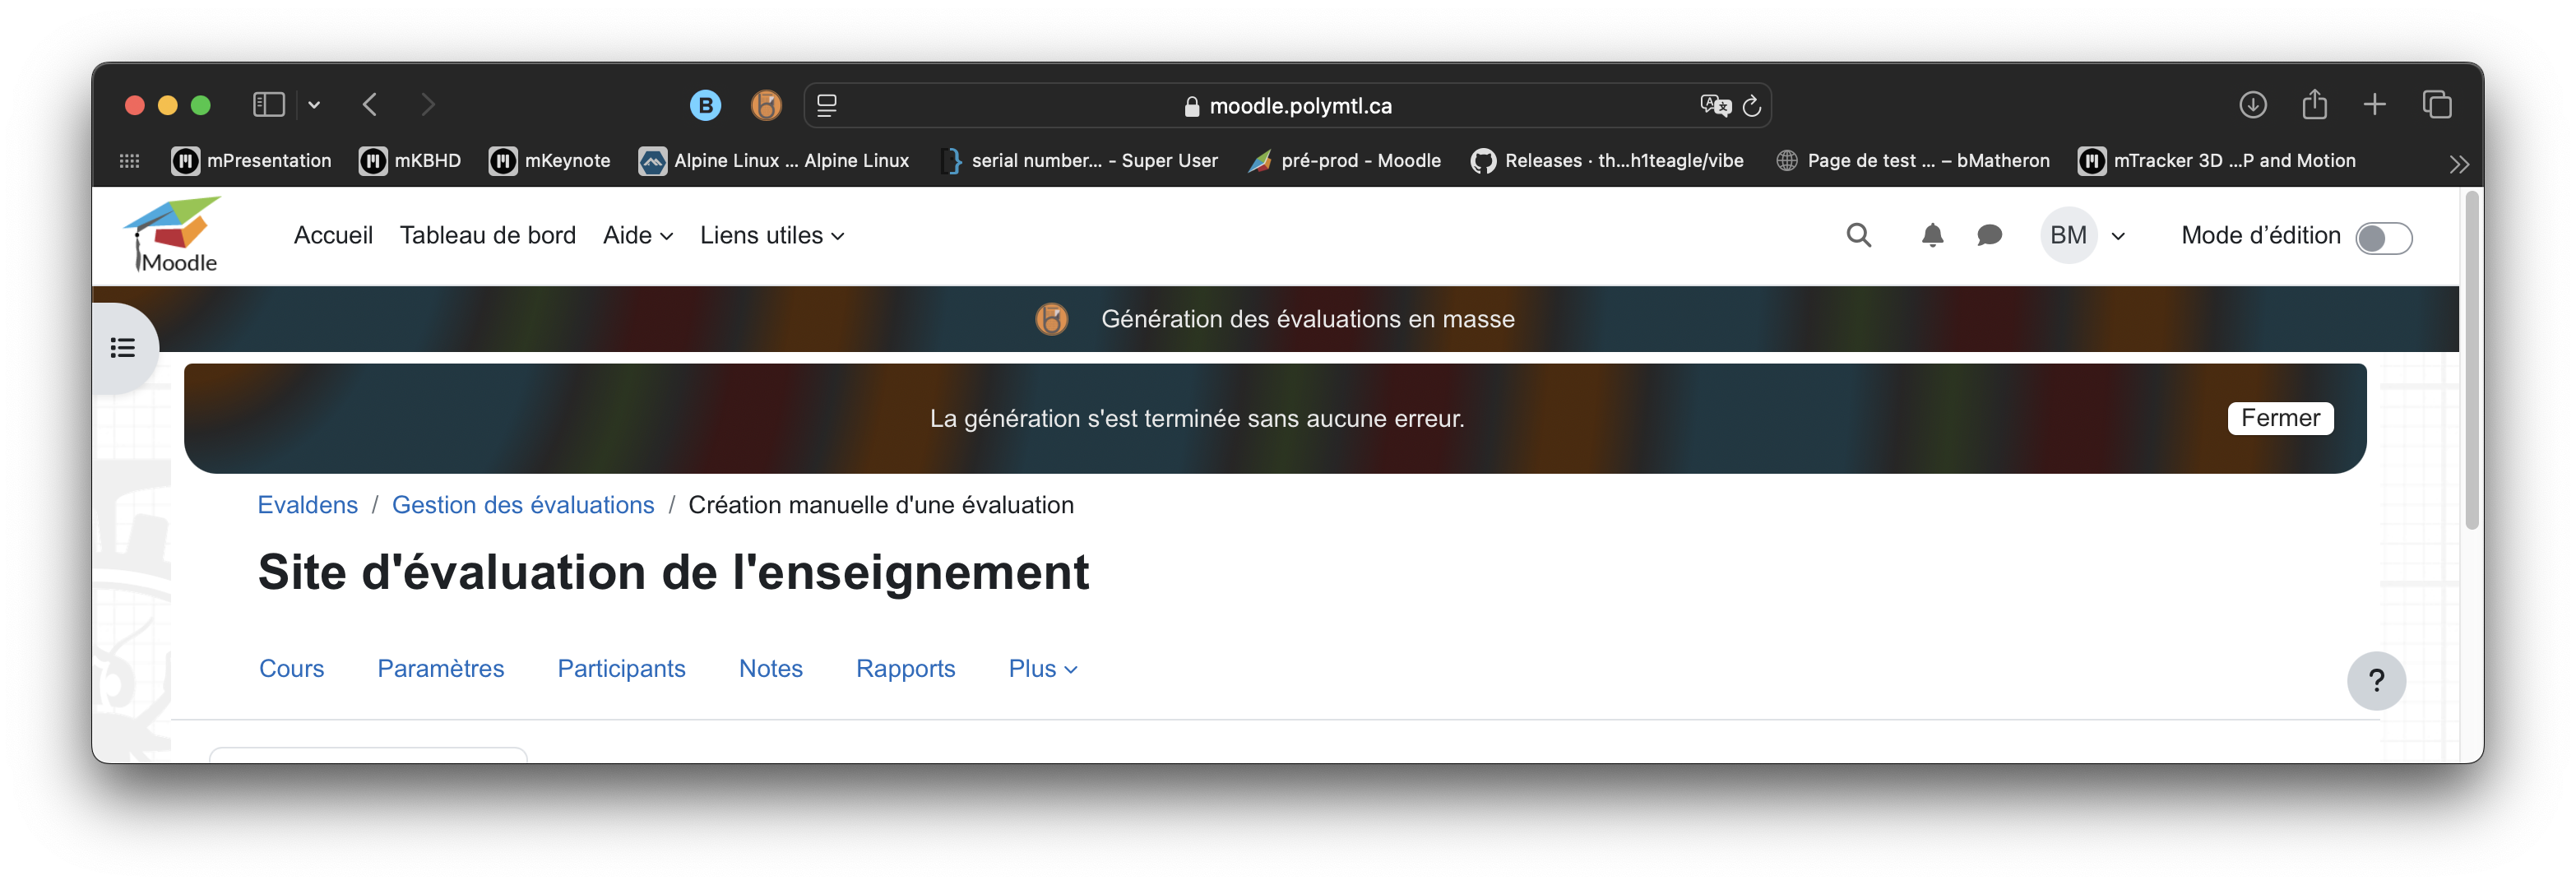 B
moodle.polymtl.ca
mPresentation
mKBHD
mKeynote
Alpine Linux ... Alpine Linux
serial number... - Super User
pré-prod - Moodle
Releases · th...h1teagle/vibe
Page de test ... – bMatheron
mTracker 3D ...P and Motion
Moodle
Accueil
Tableau de bord
Aide
Liens utiles
BM
Mode d’édition
Génération des évaluations en masse
La génération s'est terminée sans aucune erreur.
Fermer
Evaldens / Gestion des évaluations / Création manuelle d'une évaluation
Site d'évaluation de l'enseignement
Cours
Paramètres
Participants
Notes
Rapports
Plus
?